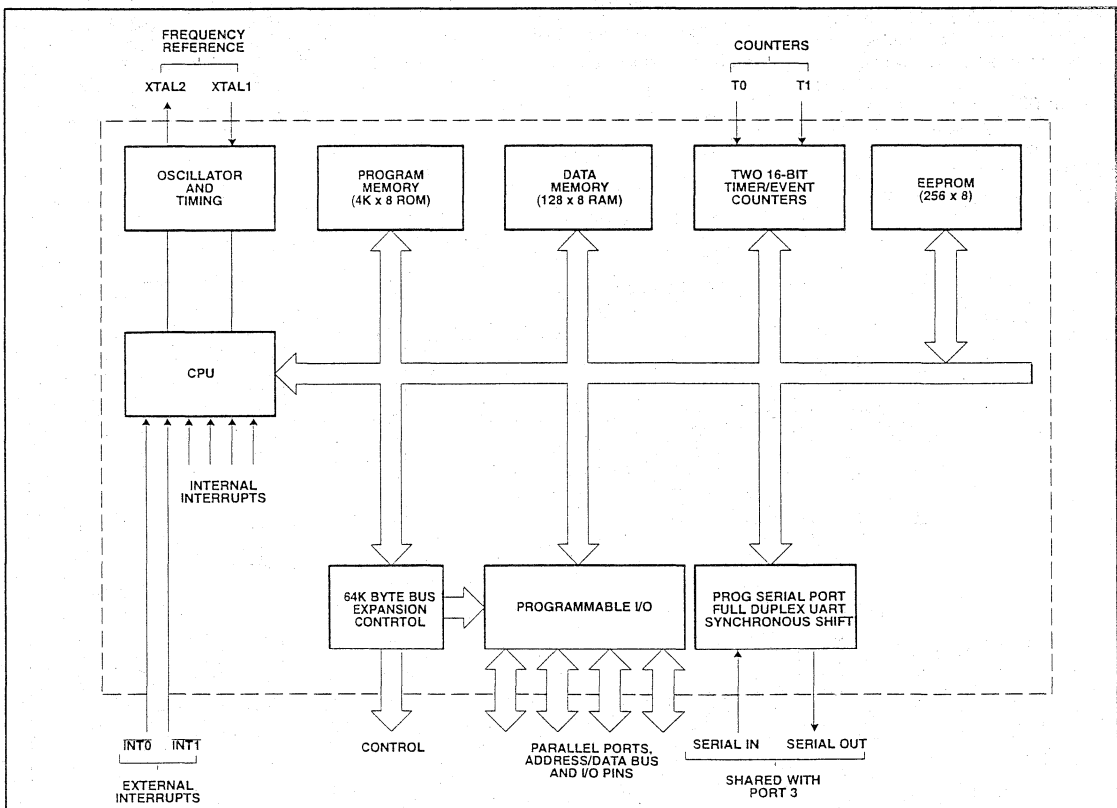 FREQUENCY
REFERENCE
XTAL2 XTAL1
COUNTERS
T0 T1
OSCILLATOR
AND
TIMING
PROGRAM
MEMORY
(4K x 8 ROM)
DATA
MEMORY
(128 x 8 RAM)
TWO 16-BIT
TIMER/EVENT
COUNTERS
EEPROM
(256 x 8)
CPU
INTERNAL
INTERRUPTS
64K BYTE BUS
EXPANSION
CONTRTOL
PROGRAMMABLE I/O
PROG SERIAL PORT
FULL DUPLEX UART
SYNCHRONOUS SHIFT
INT0 INT1
EXTERNAL
INTERRUPTS
CONTROL
PARALLEL PORTS,
ADDRESS/DATA BUS
AND I/O PINS
SERIAL IN SERIAL OUT
SHARED WITH
PORT 3